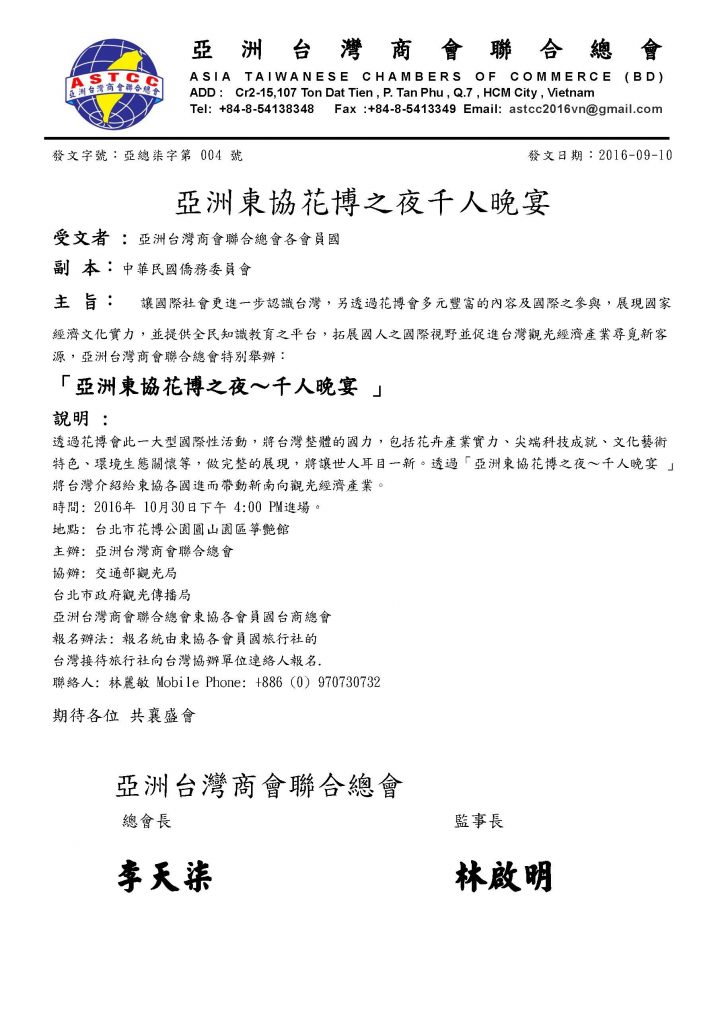 亞洲台灣商會聯合總會
ASTCC
亞洲台灣商會聯合總會
ASIA TAIWANESE CHAMBERS OF COMMERCE (BD)
ADD : Cr2-15,107 Ton Dat Tien , P. Tan Phu , Q.7 , HCM City , Vietnam
Tel: +84-8-54138348 Fax :+84-8-5413349 Email: astcc2016vn@gmail.com
發文字號：亞總柒字第 004 號 發文日期：2016-09-10
亞洲東協花博之夜千人晚宴
受文者 : 亞洲台灣商會聯合總會各會員國
副 本：中華民國僑務委員會
主 旨： 讓國際社會更進一步認識台灣，另透過花博會多元豐富的內容及國際之參與，展現國家
經濟文化實力，並提供全民知識教育之平台，拓展國人之國際視野並促進台灣觀光經濟產業尋覓新客
源，亞洲台灣商會聯合總會特別舉辦：
「亞洲東協花博之夜～千人晚宴 」
說明 :
透過花博會此一大型國際性活動，將台灣整體的國力，包括花卉產業實力、尖端科技成就、文化藝術
特色、環境生態關懷等，做完整的展現，將讓世人耳目一新。透過「亞洲東協花博之夜～千人晚宴 」
將台灣介紹給東協各國進而帶動新南向觀光經濟產業。
時間: 2016年 10月30日下午 4:00 PM進場。
地點: 台北市花博公園圓山園區箏艷館
主辦: 亞洲台灣商會聯合總會
協辦: 交通部觀光局
台北市政府觀光傳播局
亞洲台灣商會聯合總會東協各會員國台商總會
報名辦法: 報名統由東協各會員國旅行社的
台灣接待旅行社向台灣協辦單位連絡人報名.
聯絡人: 林麗敏 Mobile Phone: +886 (0) 970730732
期待各位 共襄盛會
亞洲台灣商會聯合總會
總會長 監事長
李天柒 林啟明